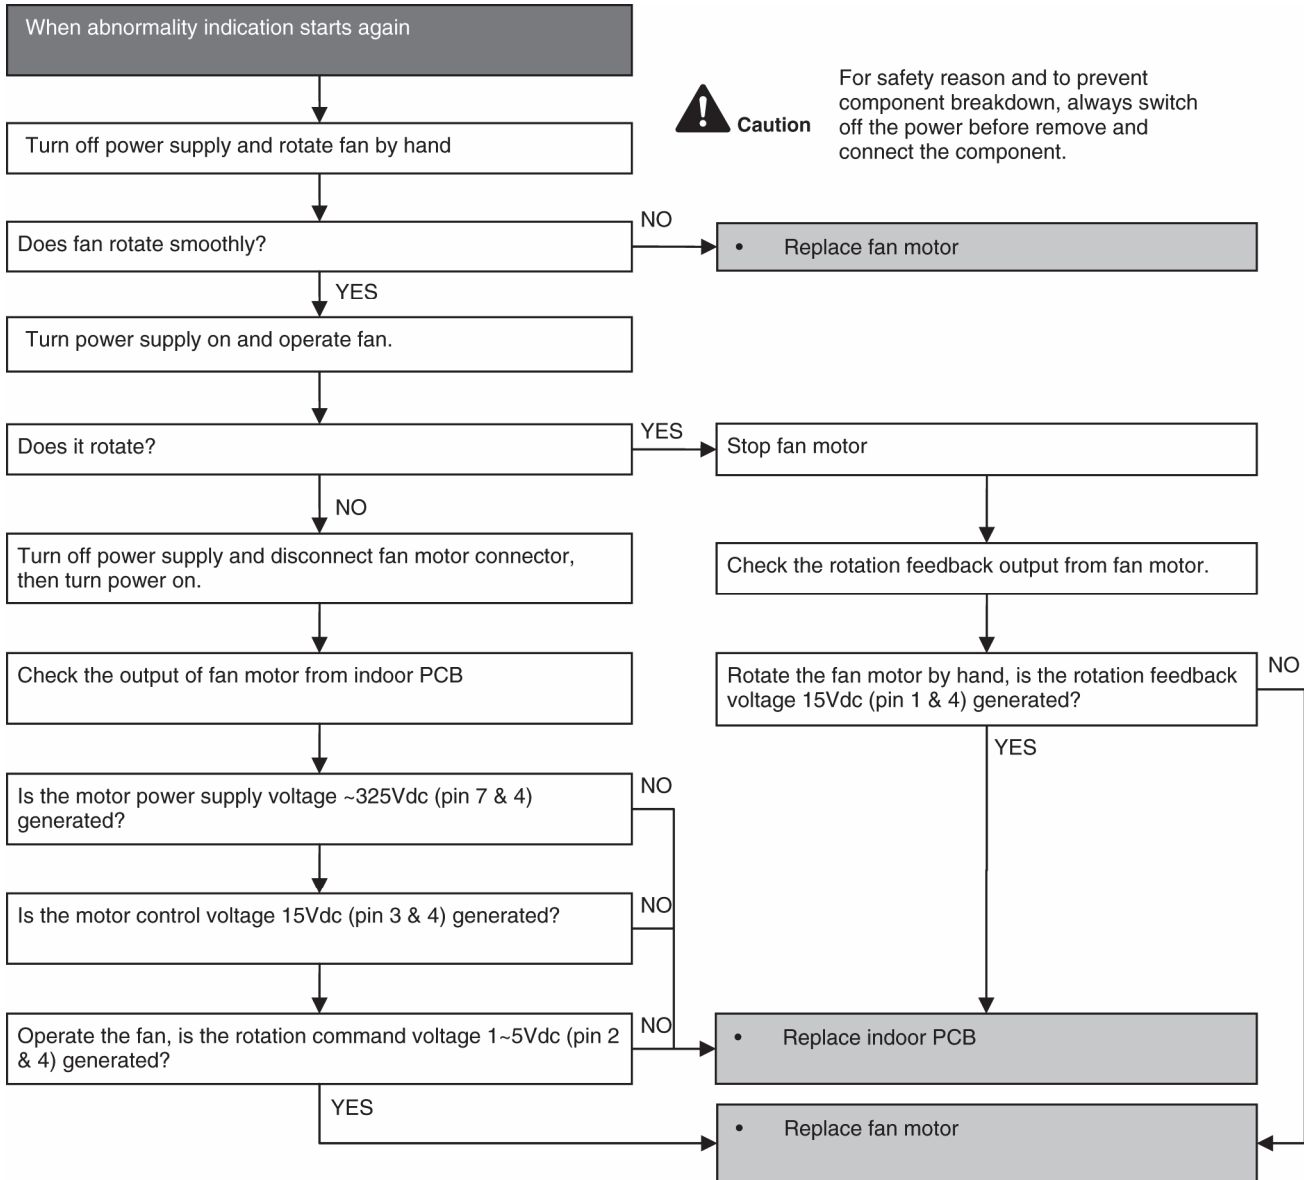 When abnormality indication starts again
Caution
For safety reason and to prevent
component breakdown, always switch
off the power before remove and
connect the component.
Turn off power supply and rotate fan by hand
Does fan rotate smoothly?
NO
• Replace fan motor
YES
Turn power supply on and operate fan.
Does it rotate?
YES
Stop fan motor
NO
Turn off power supply and disconnect fan motor connector,
then turn power on.
Check the rotation feedback output from fan motor.
Check the output of fan motor from indoor PCB
Rotate the fan motor by hand, is the rotation feedback
voltage 15Vdc (pin 1 & 4) generated?
NO
YES
Is the motor power supply voltage ~325Vdc (pin 7 & 4)
generated?
NO
Is the motor control voltage 15Vdc (pin 3 & 4) generated?
NO
Operate the fan, is the rotation command voltage 1~5Vdc (pin 2
& 4) generated?
NO
• Replace indoor PCB
YES
• Replace fan motor